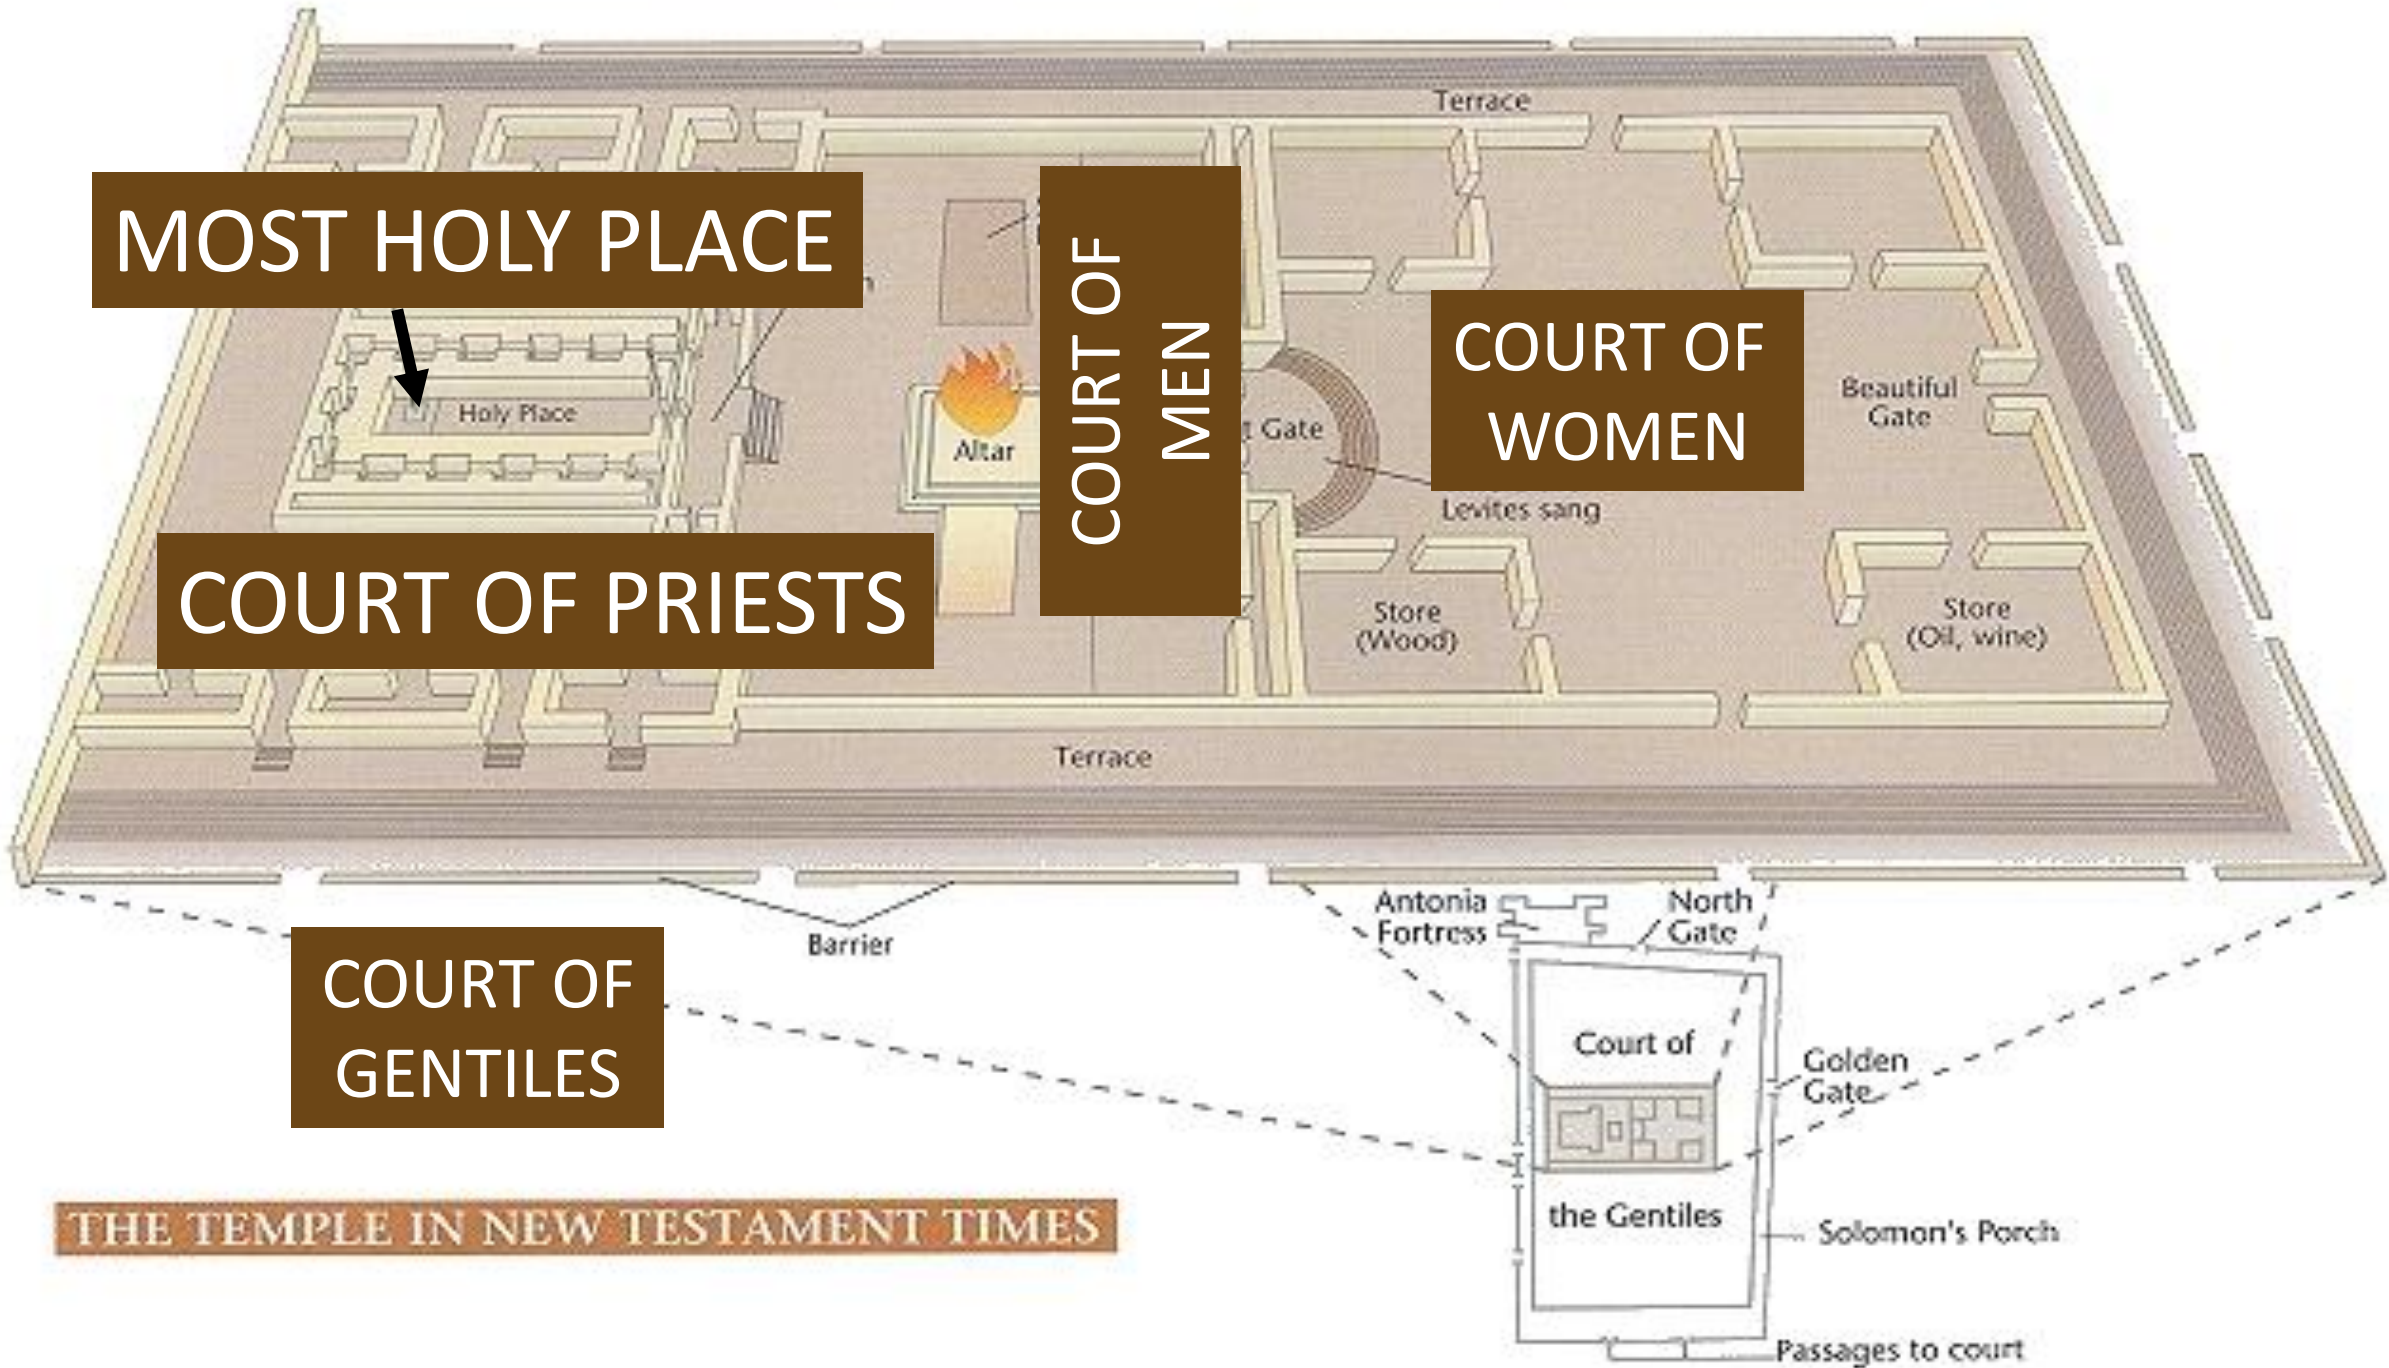 Terrace
MOST HOLY PLACE
COURT OF
MEN
COURT OF
WOMEN
Beautiful
Gate
Holy Place
Gate
Altar
Levites sang
COURT OF PRIESTS
Store
(Wood)
Store
(Oil, wine)
Terrace
Antonia
Fortress
North
Gate
Barrier
COURT OF
GENTILES
Court of
Golden
Gate
the Gentiles
THE TEMPLE IN NEW TESTAMENT TIMES
Solomon's Porch
Passages to court